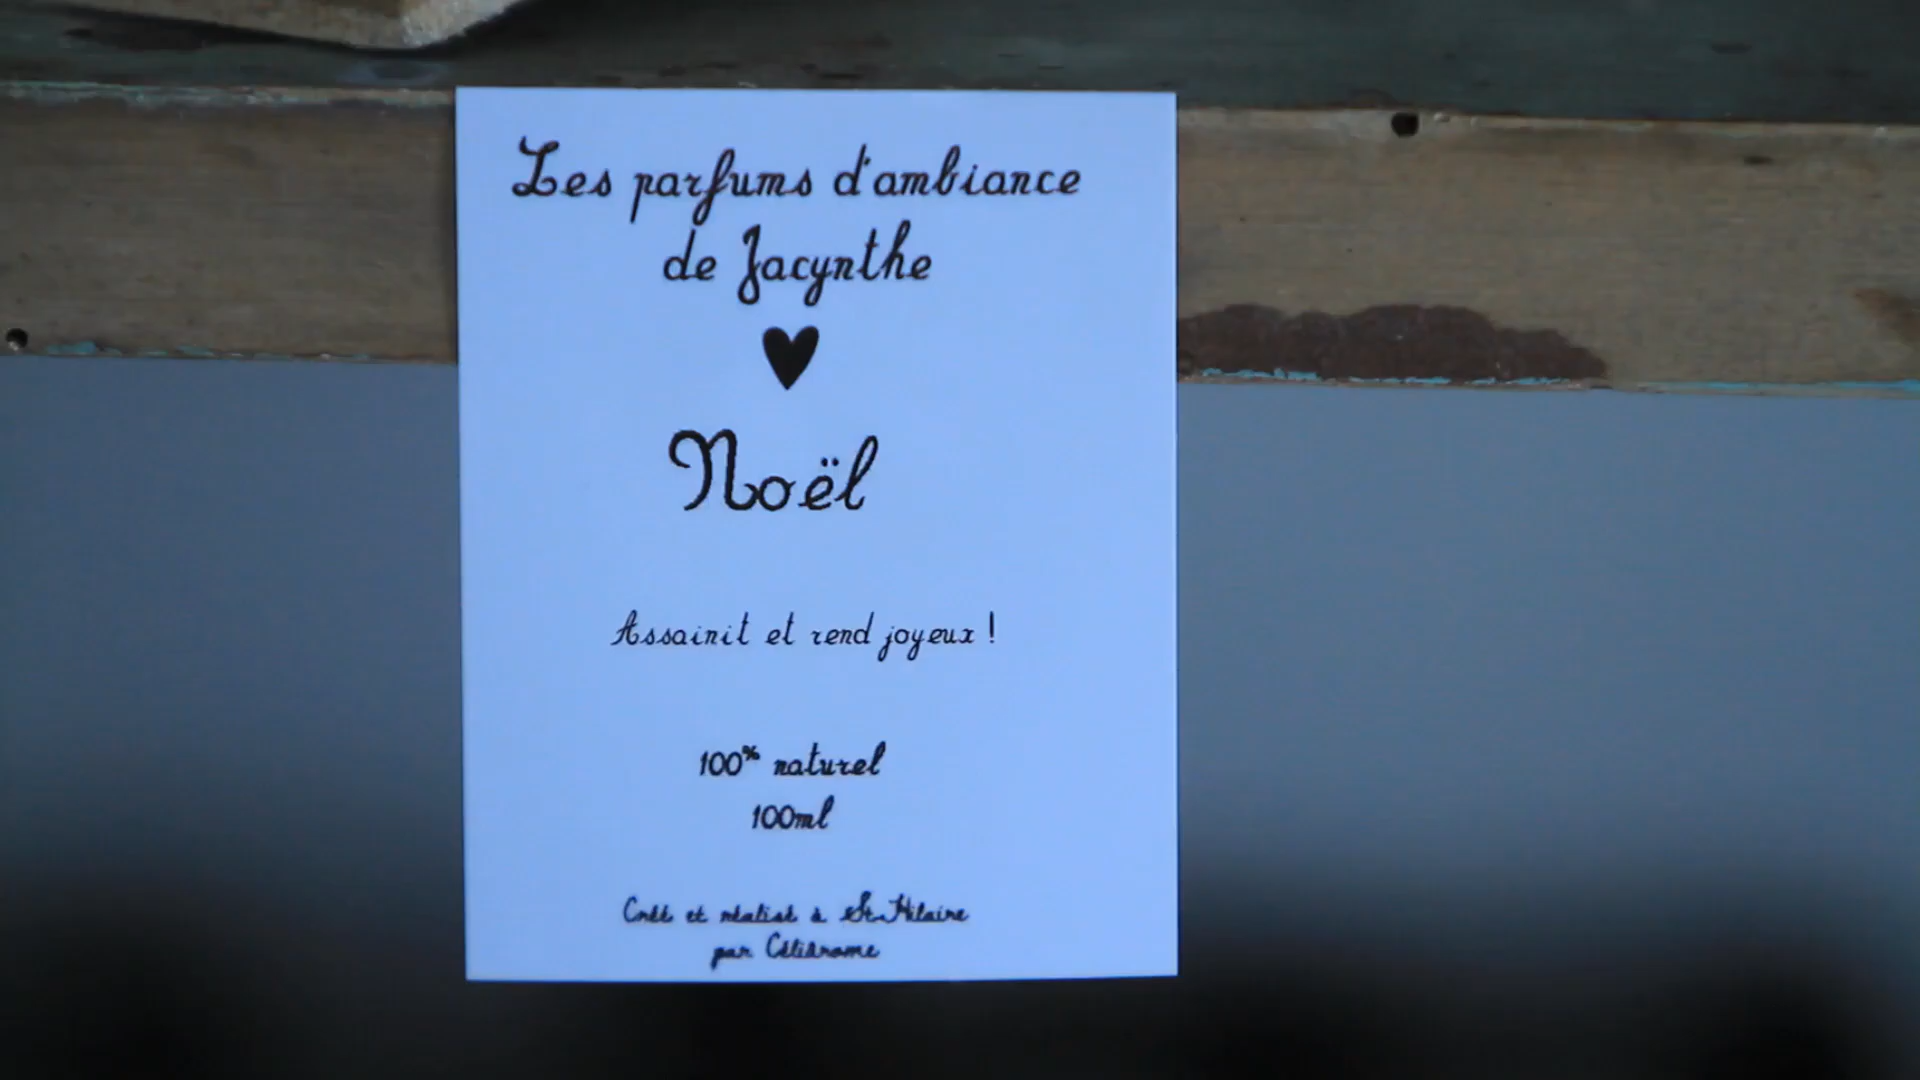 Les parfums d'ambiance
de Jacynthe
Noël
Assainit et rend joyeux !
100% naturel
100ml
Créé et réalisé à St-Hilaire
par